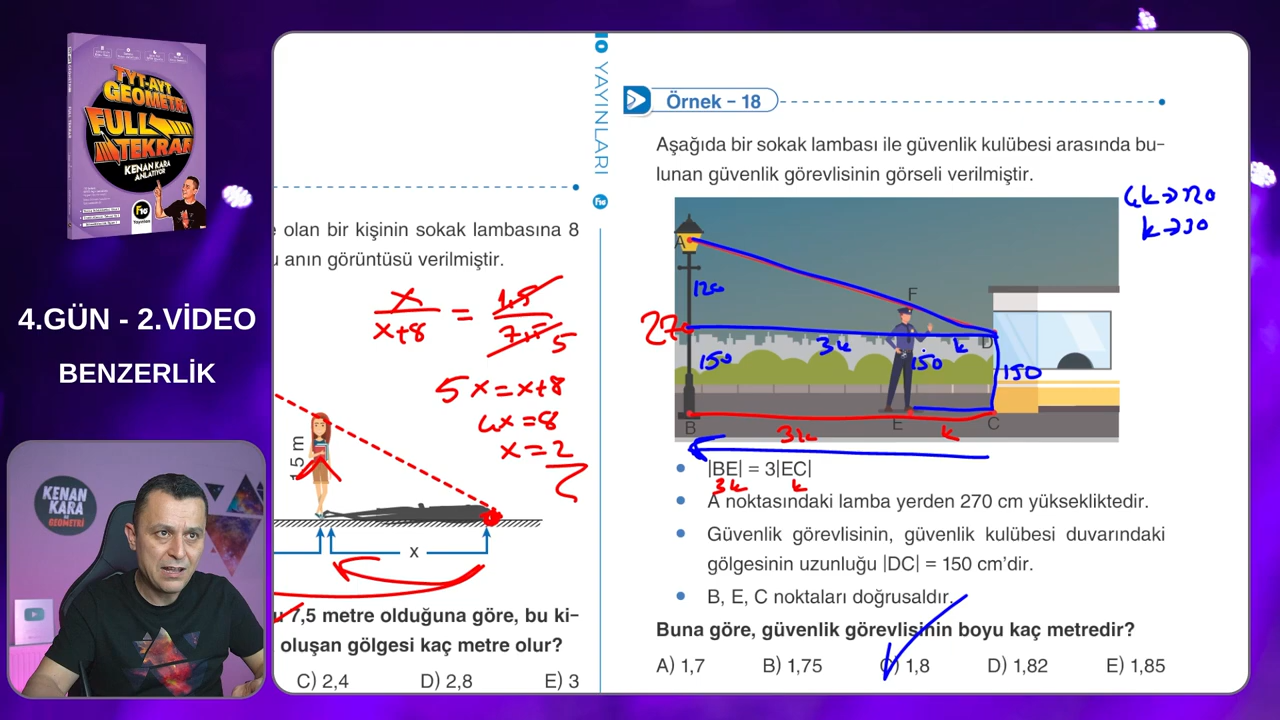 TYT-AYT
GEOMETRİ
FULL
TEKRAR
KENAN KARA
ANLATIYOR
F10
Yayınları
4.GÜN - 2.VİDEO
BENZERLİK
KENAN
KARA
GEOMETRİ
YAYINLARI
olan bir kişinin sokak lambasına 8
u anın görüntüsü verilmiştir.
x/x+8 = 1,5/7,5 5
5x=x+8
4x=8
x=2
x
u 7,5 metre olduğuna göre, bu ki-
oluşan gölgesi kaç metre olur?
C) 2,4 D) 2,8 E) 3
Örnek - 18
Aşağıda bir sokak lambası ile güvenlik kulübesi arasında bu-
lunan güvenlik görevlisinin görseli verilmiştir.
4k→120
k→30
A
F
120
270
3k k D
150 150 150
B E C
3k k
|BE| = 3|EC|
3k k
A noktasındaki lamba yerden 270 cm yüksekliktedir.
Güvenlik görevlisinin, güvenlik kulübesi duvarındaki
gölgesinin uzunluğu |DC| = 150 cm'dir.
B, E, C noktaları doğrusaldır.
Buna göre, güvenlik görevlisinin boyu kaç metredir?
A) 1,7 B) 1,75 C) 1,8 D) 1,82 E) 1,85